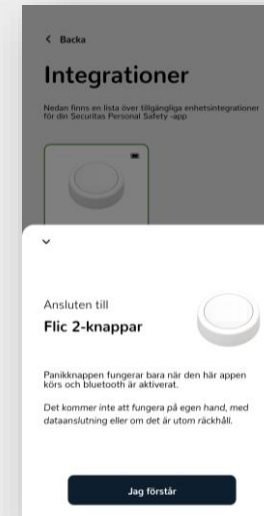 Backa
Integrationer
Nedan finns en lista över tillgängliga enhetsintegrationer
för din Securitas Personal Safety -app
Ansluten till
Flic 2-knappar
Panikknappen fungerar bara när den här appen
körs och bluetooth är aktiverat.
Det kommer inte att fungera på egen hand, med
dataanslutning eller om det är utom räckhåll.
Jag förstår